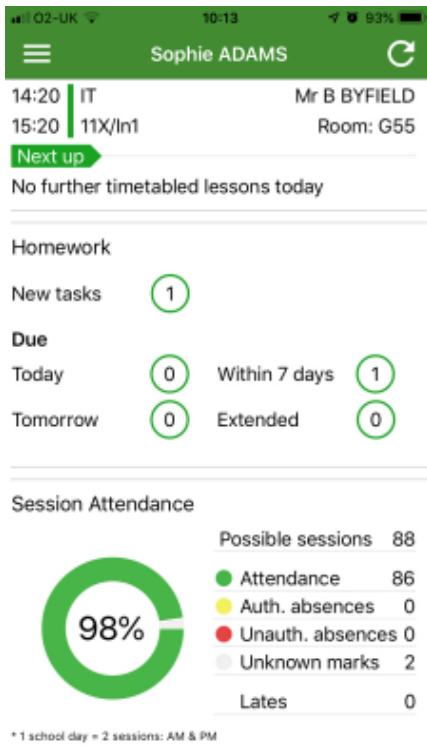 O2-UK 10:13 93%
Sophie ADAMS
14:20 IT Mr B BYFIELD
15:20 11X/In1 Room: G55
Next up
No further timetabled lessons today
Homework
New tasks 1
Due
Today 0 Within 7 days 1
Tomorrow 0 Extended 0
Session Attendance
Possible sessions 88
Attendance 86
98%
Auth. absences 0
Unauth. absences 0
Unknown marks 2
Lates 0
* 1 school day = 2 sessions: AM & PM